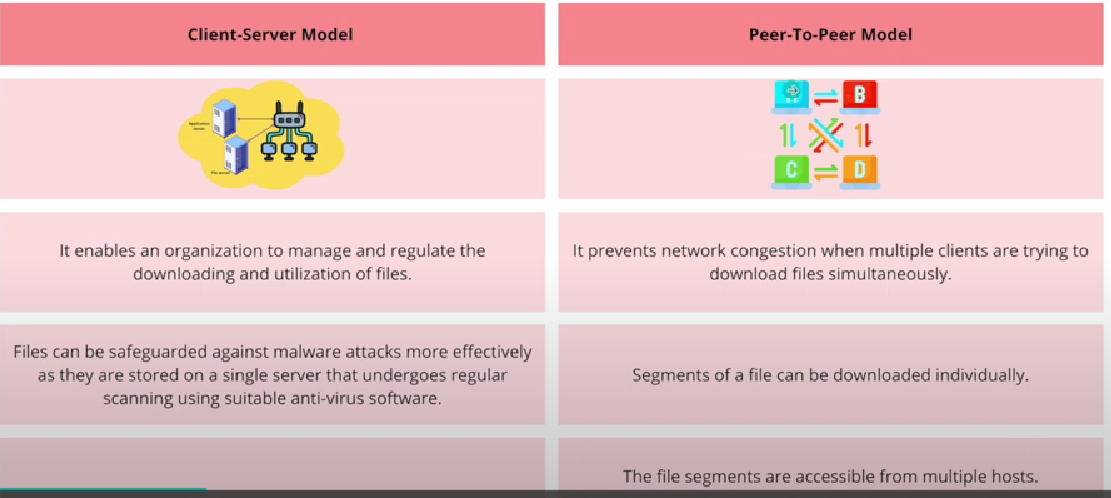 Client-Server Model
Peer-To-Peer Model
Application
server
File server
B
C
D
It enables an organization to manage and regulate the
downloading and utilization of files.
It prevents network congestion when multiple clients are trying to
download files simultaneously.
Files can be safeguarded against malware attacks more effectively
as they are stored on a single server that undergoes regular
scanning using suitable anti-virus software.
Segments of a file can be downloaded individually.
The file segments are accessible from multiple hosts.